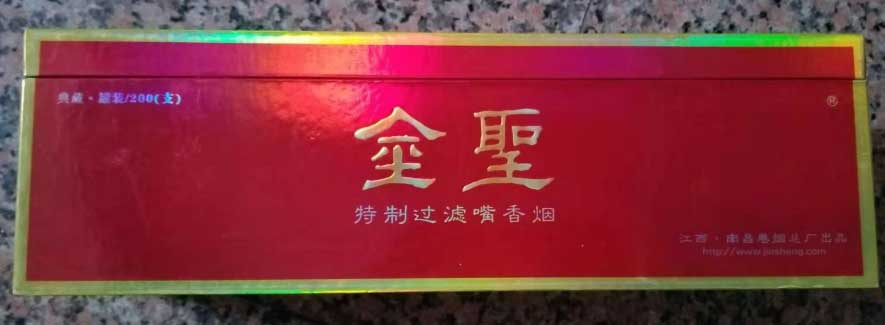 典藏·罐装/200(支)
®
金聖
特制过滤嘴香烟
江西·南昌卷烟总厂出品
http://www.jinsheng.com